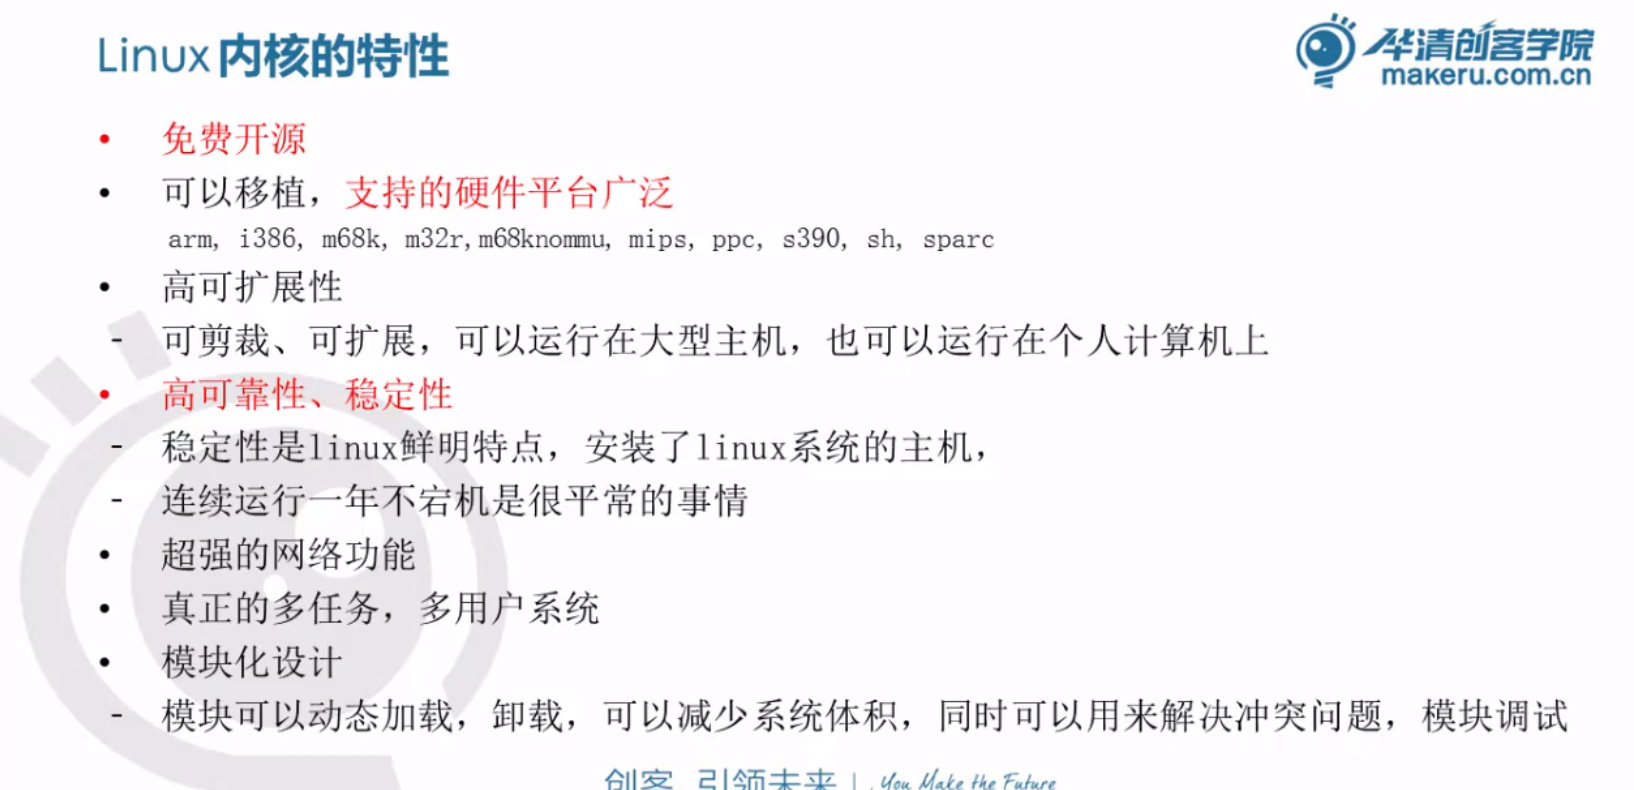 Linux 内核的特性
华清创客学院
makeru.com.cn
• 免费开源
• 可以移植，支持的硬件平台广泛
arm, i386, m68k, m32r,m68knommu, mips, ppc, s390, sh, sparc
• 高可扩展性
- 可剪裁、可扩展，可以运行在大型主机，也可以运行在个人计算机上
• 高可靠性、稳定性
- 稳定性是linux鲜明特点，安装了linux系统的主机，
- 连续运行一年不宕机是很平常的事情
• 超强的网络功能
• 真正的多任务，多用户系统
• 模块化设计
- 模块可以动态加载，卸载，可以减少系统体积，同时可以用来解决冲突问题，模块调试
创客 引领未来 | You Make the Future